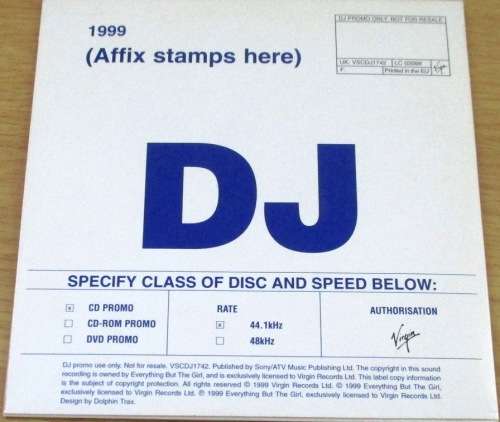 1999
(Affix stamps here)
DJ PROMO ONLY. NOT FOR RESALE.
UK: VSCDJ1742 LC 03098
F: Printed in the EU
DJ
SPECIFY CLASS OF DISC AND SPEED BELOW:
CD PROMO
CD-ROM PROMO
DVD PROMO
RATE
44.1kHz
48kHz
AUTHORISATION
Virgin
DJ promo use only. Not for resale. VSCDJ1742. Published by Sony/ATV Music Publishing Ltd. The copyright in this sound
recording is owned by Everything But The Girl, and is exclusively licensed to Virgin Records Ltd. This label copy information
is the subject of copyright protection. All rights reserved © 1999 Virgin Records Ltd. © 1999 Everything But The Girl,
exclusively licensed to Virgin Records Ltd. ℗ 1999 Everything But The Girl, exclusively licensed to Virgin Records Ltd.
Design by Dolphin Trax.